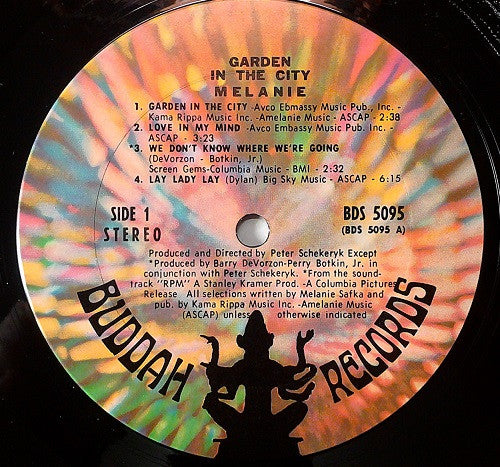 GARDEN
IN THE CITY
MELANIE
1. GARDEN IN THE CITY -Avco Ebmassy Music Pub., Inc. -
Kama Rippa Music Inc. -Amelanie Music - ASCAP - 2:38
2. LOVE IN MY MIND -Avco Embassy Music Pub. Inc. -
ASCAP - 3:23
*3. WE DON'T KNOW WHERE WE'RE GOING
(DeVorzon - Botkin, Jr.)
Screen Gems-Columbia Music - BMI - 2:32
4. LAY LADY LAY (Dylan) Big Sky Music - ASCAP - 6:15
SIDE 1
STEREO
BDS 5095
(BDS 5095 A)
Produced and Directed by Peter Schekeryk Except
*Produced by Barry DeVorzon-Perry Botkin, Jr. in
conjunction with Peter Schekeryk. *From the sound-
track "RPM" A Stanley Kramer Prod. -A Columbia Pictures
Release All selections written by Melanie Safka and
pub. by Kama Rippa Music Inc. -Amelanie Music
(ASCAP) unless otherwise indicated
BUDDAH RECORDS